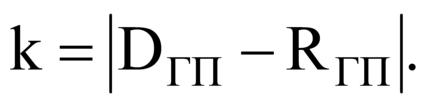 k = |D_ГП − R_ГП|.